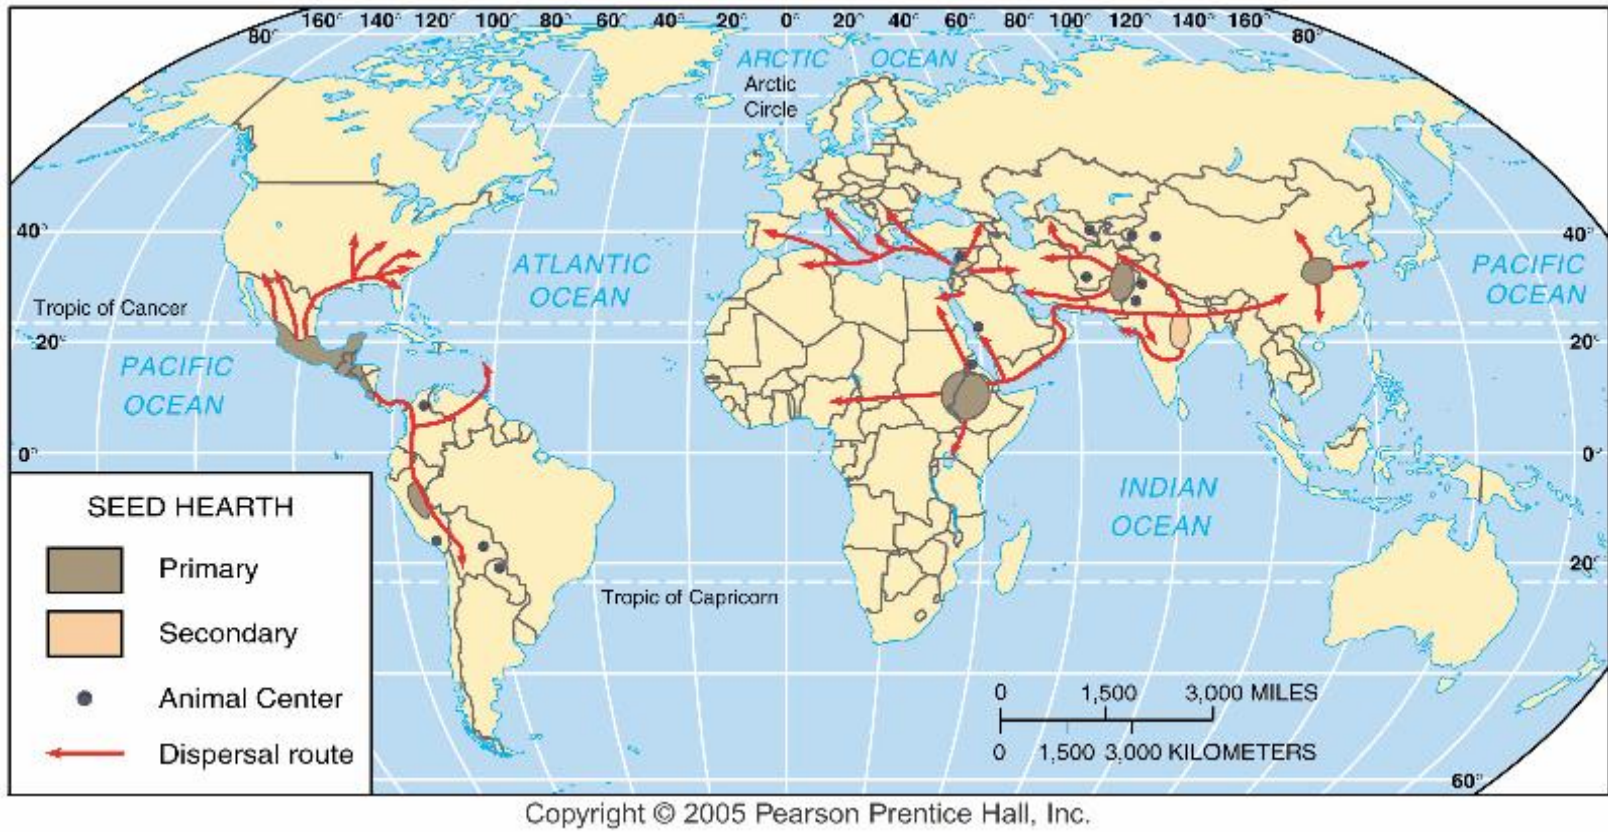 160° 140° 120° 100° 80° 60° 40° 20° 0° 20° 40° 60° 80° 100° 120° 140° 160°
80°
80°
ARCTIC OCEAN
Arctic
Circle
40°
40°
ATLANTIC
OCEAN
PACIFIC
OCEAN
Tropic of Cancer
20°
20°
PACIFIC
OCEAN
0°
0°
INDIAN
OCEAN
20°
Tropic of Capricorn
SEED HEARTH
Primary
Secondary
Animal Center
Dispersal route
0 1,500 3,000 MILES
0 1,500 3,000 KILOMETERS
60°
Copyright © 2005 Pearson Prentice Hall, Inc.